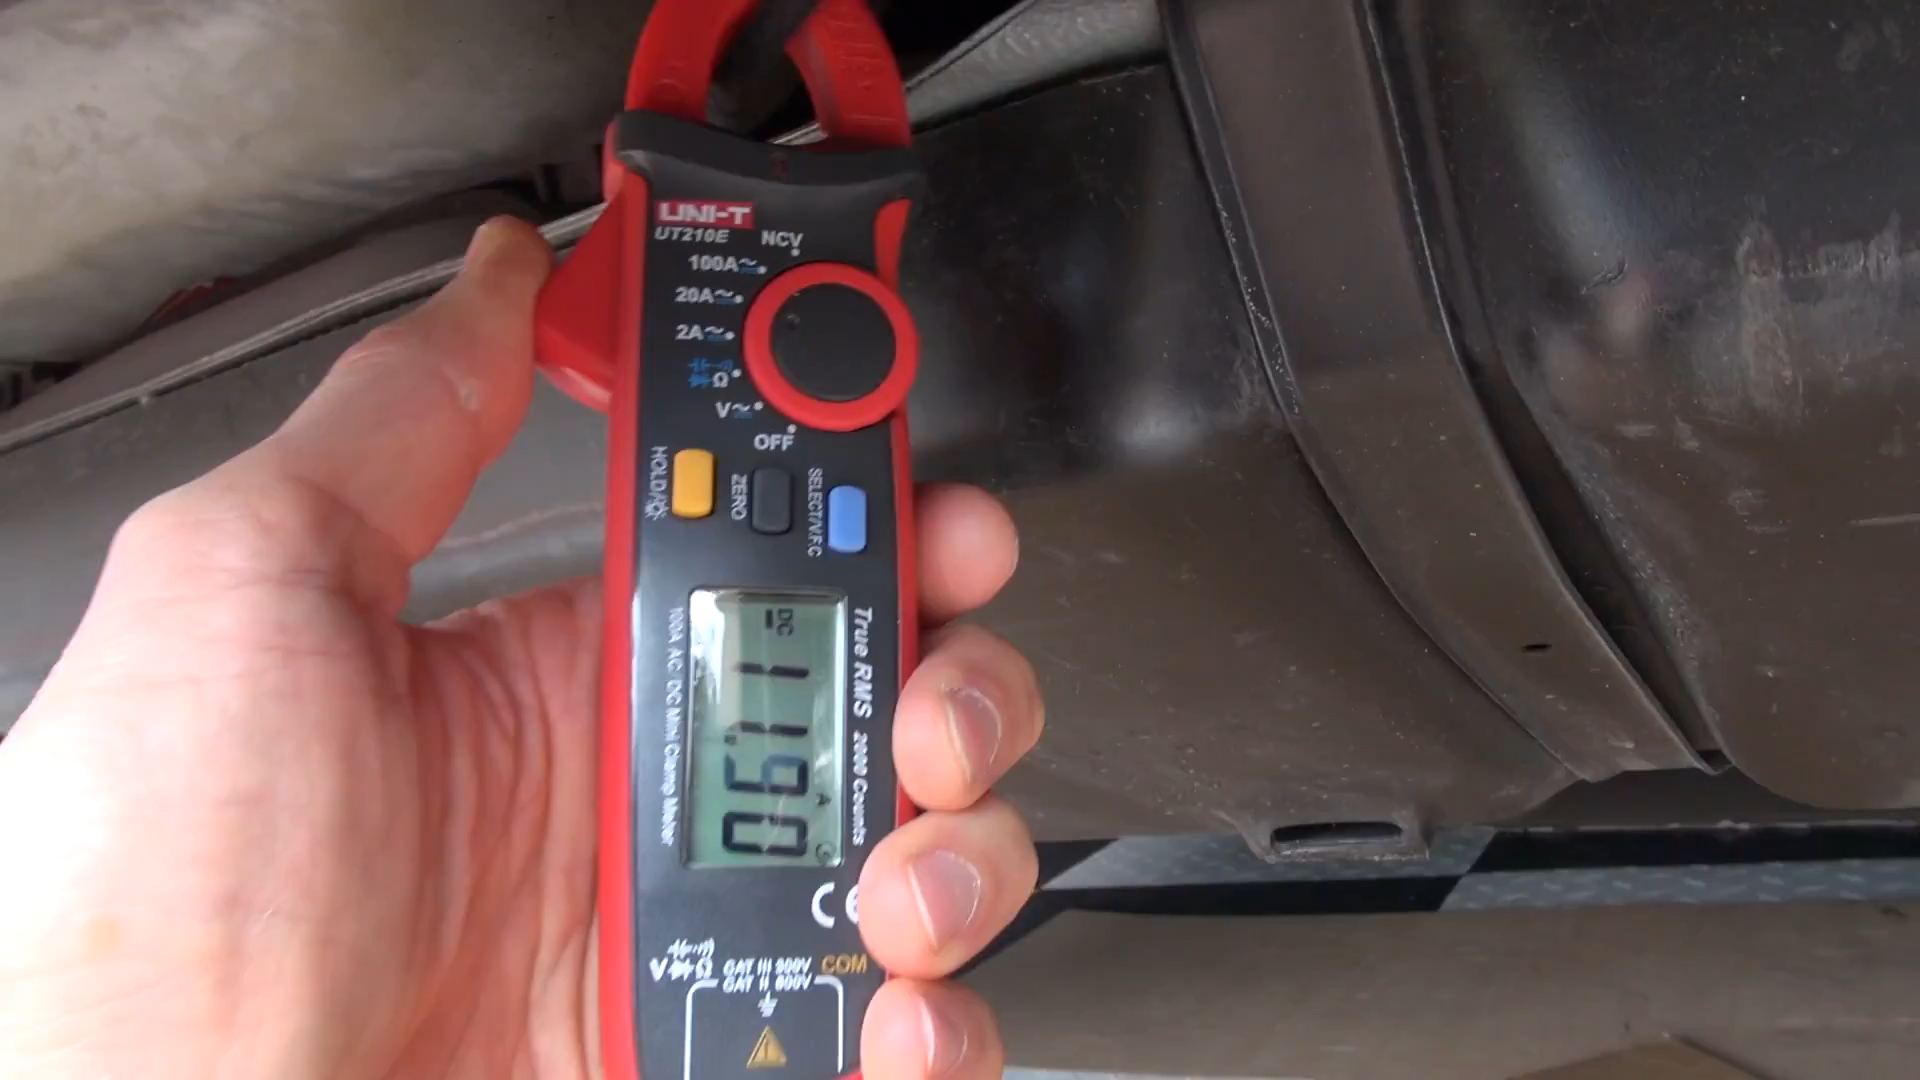 UNI-T
UT210E
NCV
100A
20A
2A
Ω
V
OFF
HOLD/
ZERO
SELECT/V.F.C
True RMS 2000 Counts
100A AC/DC Mini Clamp Meter
DC
-11.90
A
CE
VΩ
CAT III 300V
CAT II 600V
COM